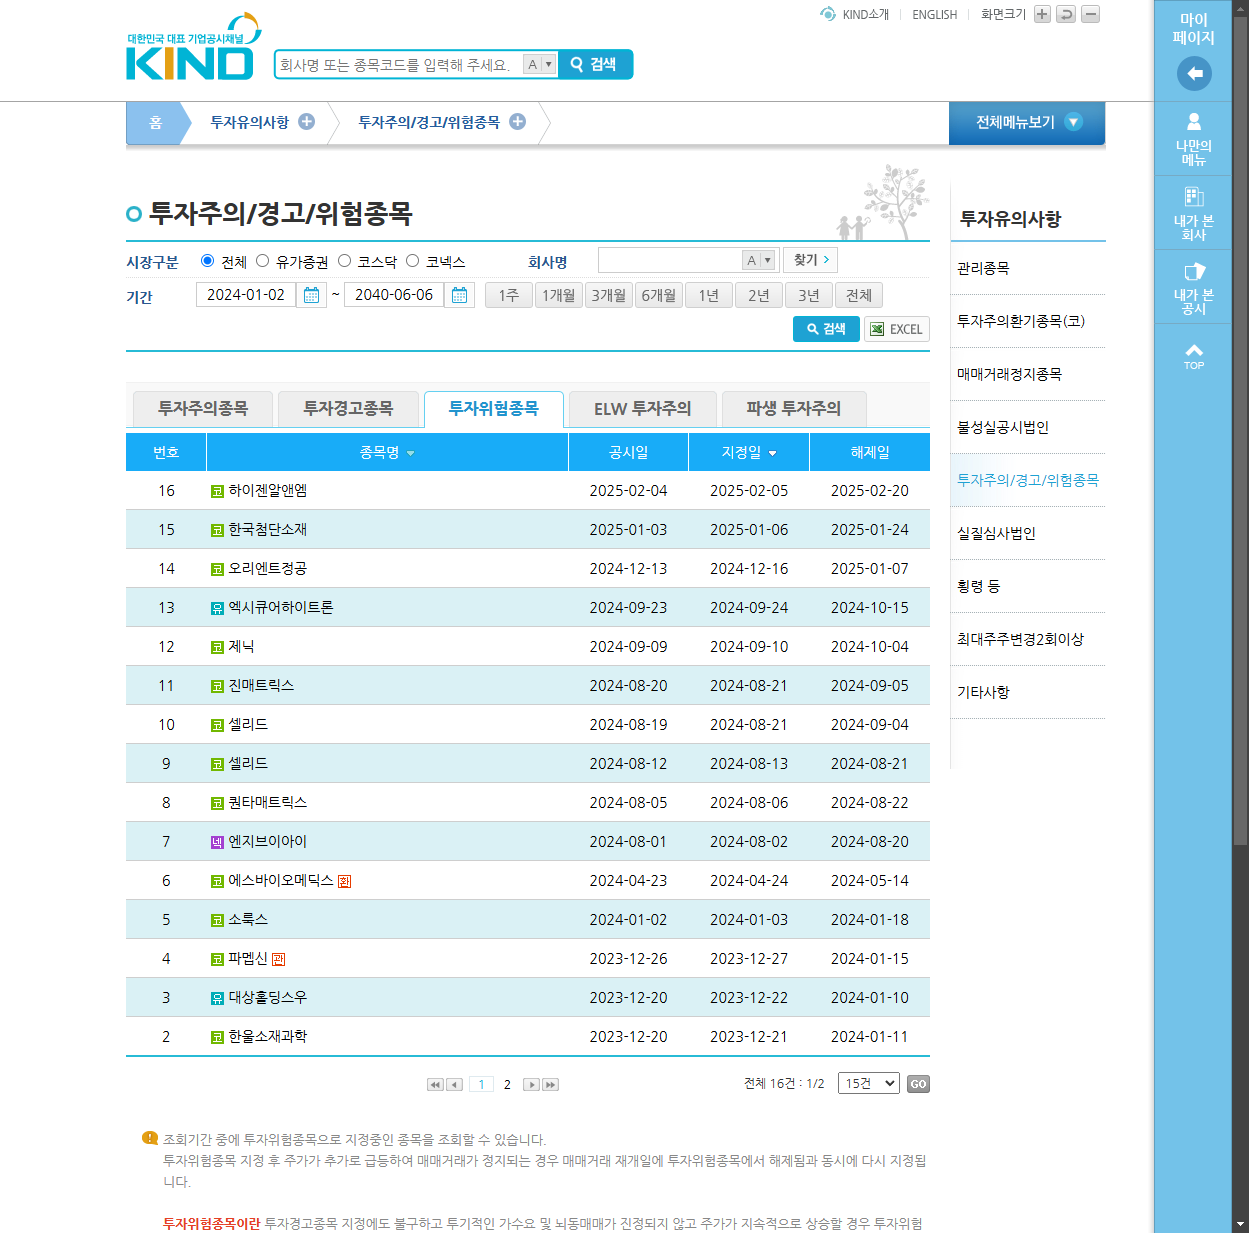 KIND소개 ENGLISH 화면크기
대한민국 대표 기업공시채널
KIND
회사명 또는 종목코드를 입력해 주세요. A 검색
홈 투자유의사항 투자주의/경고/위험종목 전체메뉴보기
마이
페이지
나만의
메뉴
내가 본
회사
내가 본
공시
TOP
투자주의/경고/위험종목
시장구분 전체 유가증권 코스닥 코넥스 회사명 A 찾기
기간 2024-01-02 ~ 2040-06-06 1주 1개월 3개월 6개월 1년 2년 3년 전체
검색 EXCEL
투자주의종목 투자경고종목 투자위험종목 ELW 투자주의 파생 투자주의
번호 종목명 공시일 지정일 해제일
16 코 하이젠알앤엠 2025-02-04 2025-02-05 2025-02-20
15 코 한국첨단소재 2025-01-03 2025-01-06 2025-01-24
14 코 오리엔트정공 2024-12-13 2024-12-16 2025-01-07
13 유 엑시큐어하이트론 2024-09-23 2024-09-24 2024-10-15
12 코 제닉 2024-09-09 2024-09-10 2024-10-04
11 코 진매트릭스 2024-08-20 2024-08-21 2024-09-05
10 코 셀리드 2024-08-19 2024-08-21 2024-09-04
9 코 셀리드 2024-08-12 2024-08-13 2024-08-21
8 코 퀀타매트릭스 2024-08-05 2024-08-06 2024-08-22
7 넥 엔지브이아이 2024-08-01 2024-08-02 2024-08-20
6 코 에스바이오메딕스 환 2024-04-23 2024-04-24 2024-05-14
5 코 소룩스 2024-01-02 2024-01-03 2024-01-18
4 코 파멥신 관 2023-12-26 2023-12-27 2024-01-15
3 유 대상홀딩스우 2023-12-20 2023-12-22 2024-01-10
2 코 한울소재과학 2023-12-20 2023-12-21 2024-01-11
1 2 전체 16건 : 1/2 15건 GO
조회기간 중에 투자위험종목으로 지정중인 종목을 조회할 수 있습니다.
투자위험종목 지정 후 주가가 추가로 급등하여 매매거래가 정지되는 경우 매매거래 재개일에 투자위험종목에서 해제됨과 동시에 다시 지정됩
니다.
투자위험종목이란 투자경고종목 지정에도 불구하고 투기적인 가수요 및 뇌동매매가 진정되지 않고 주가가 지속적으로 상승할 경우 투자위험
투자유의사항
관리종목
투자주의환기종목(코)
매매거래정지종목
불성실공시법인
투자주의/경고/위험종목
실질심사법인
횡령 등
최대주주변경2회이상
기타사항